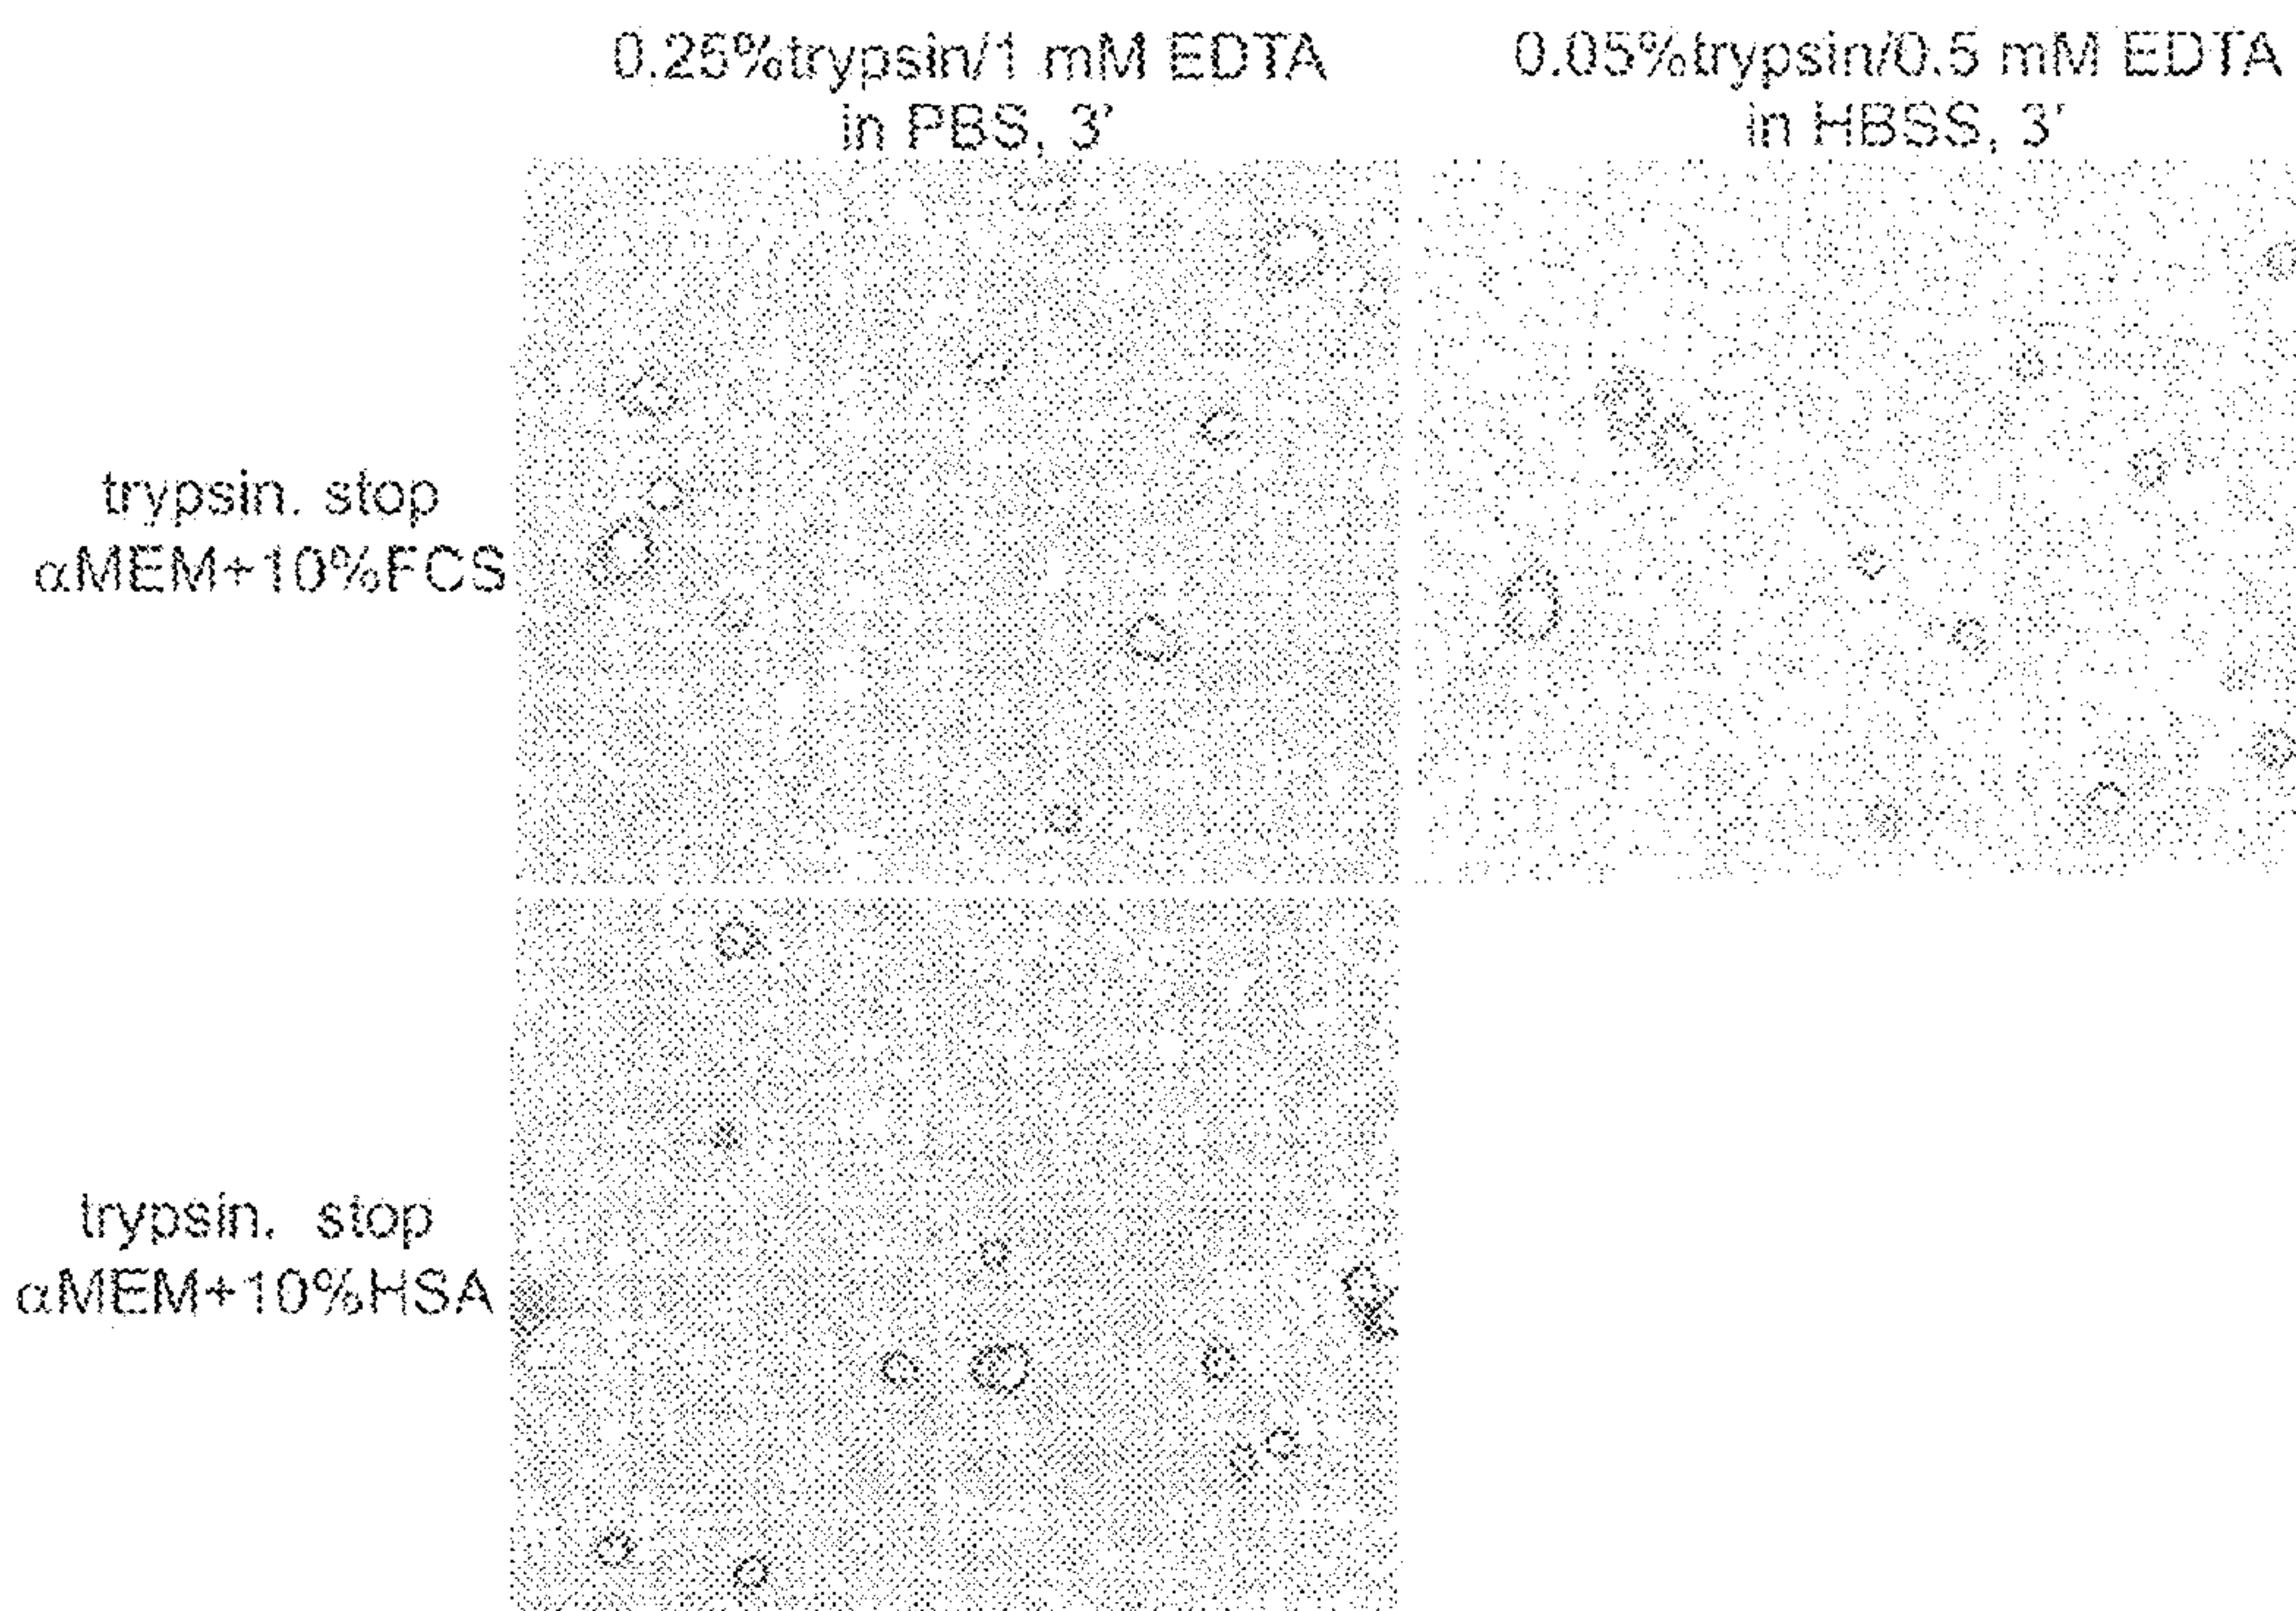 0.25%trypsin/1 mM EDTA
in PBS, 3'
0.05%trypsin/0.5 mM EDTA
in HBSS, 3'
trypsin. stop
αMEM+10%FCS
trypsin. stop
αMEM+10%HSA